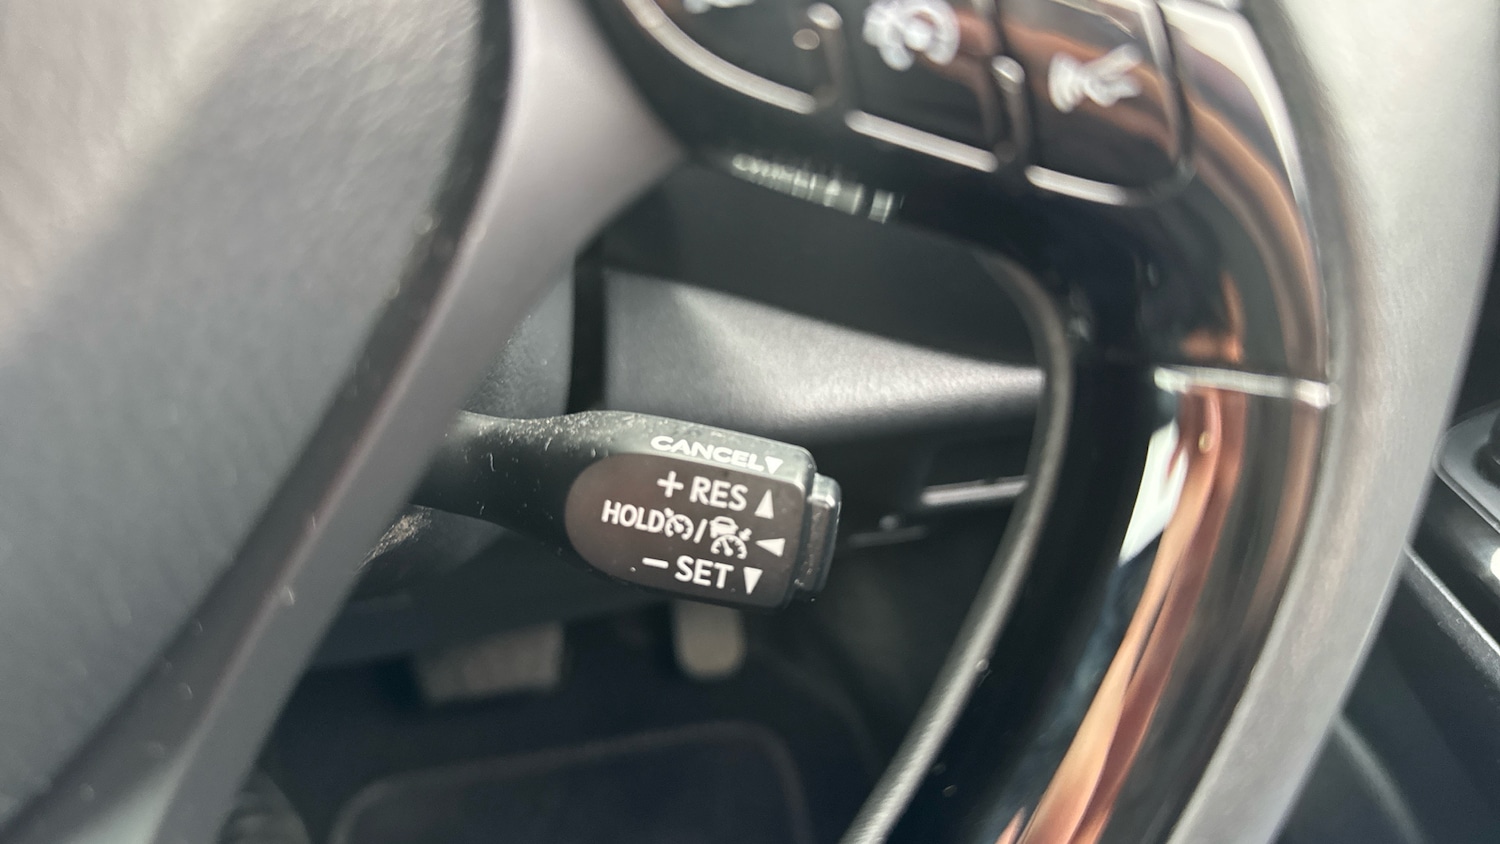 CANCEL▼
+ RES ▲
HOLD / ◀
− SET ▼